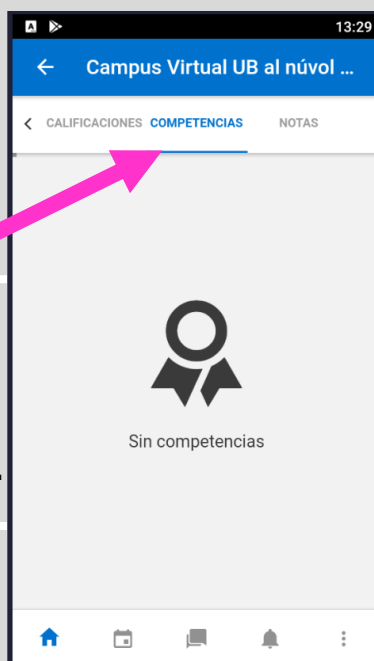 13:29
Campus Virtual UB al núvol ...
CALIFICACIONES COMPETENCIAS NOTAS
Sin competencias